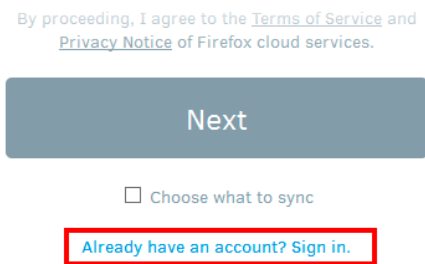 By proceeding, I agree to the Terms of Service and
Privacy Notice of Firefox cloud services.
Next
Choose what to sync
Already have an account? Sign in.